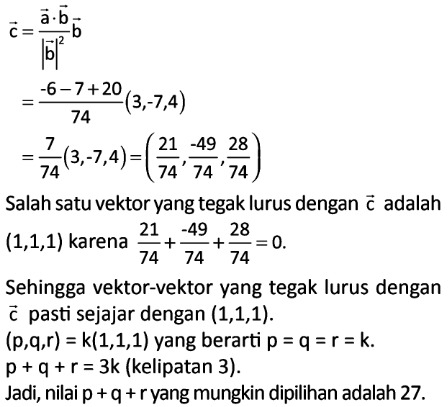 $\vec{c} = \frac{\vec{a} \cdot \vec{b}}{|\vec{b}|^2}\vec{b}$
$= \frac{-6-7+20}{74}(3,-7,4)$
$= \frac{7}{74}(3,-7,4) = \left(\frac{21}{74}, \frac{-49}{74}, \frac{28}{74}\right)$
Salah satu vektor yang tegak lurus dengan $\vec{c}$ adalah
(1,1,1) karena $\frac{21}{74} + \frac{-49}{74} + \frac{28}{74} = 0$.
Sehingga vektor-vektor yang tegak lurus dengan
$\vec{c}$ pasti sejajar dengan (1,1,1).
(p,q,r) = k(1,1,1) yang berarti p = q = r = k.
p + q + r = 3k (kelipatan 3).
Jadi, nilai p + q + r yang mungkin dipilihan adalah 27.